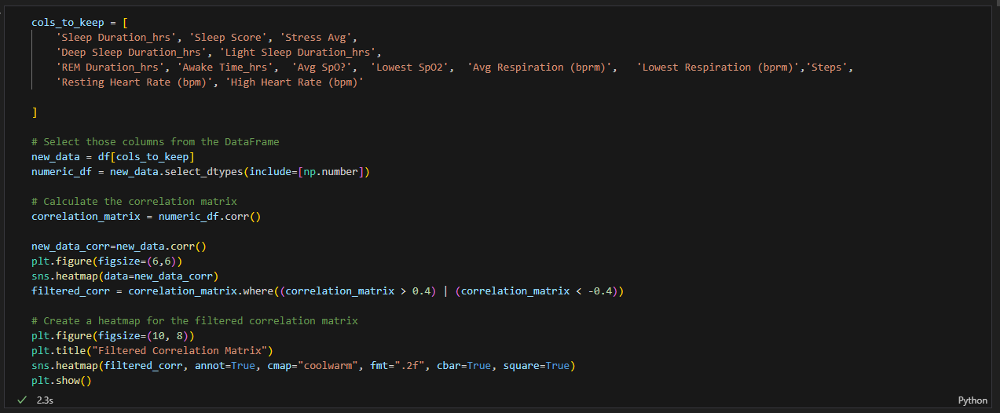 cols_to_keep = [
    'Sleep Duration_hrs', 'Sleep Score', 'Stress Avg',
    'Deep Sleep Duration_hrs', 'Light Sleep Duration_hrs',
    'REM Duration_hrs', 'Awake Time_hrs',  'Avg SpO?',  'Lowest SpO2',  'Avg Respiration (bprm)',   'Lowest Respiration (bprm)','Steps',
    'Resting Heart Rate (bpm)', 'High Heart Rate (bpm)'
]
# Select those columns from the DataFrame
new_data = df[cols_to_keep]
numeric_df = new_data.select_dtypes(include=[np.number])
# Calculate the correlation matrix
correlation_matrix = numeric_df.corr()
new_data_corr=new_data.corr()
plt.figure(figsize=(6,6))
sns.heatmap(data=new_data_corr)
filtered_corr = correlation_matrix.where((correlation_matrix > 0.4) | (correlation_matrix < -0.4))
# Create a heatmap for the filtered correlation matrix
plt.figure(figsize=(10, 8))
plt.title("Filtered Correlation Matrix")
sns.heatmap(filtered_corr, annot=True, cmap="coolwarm", fmt=".2f", cbar=True, square=True)
plt.show()
✓ 2.3s Python